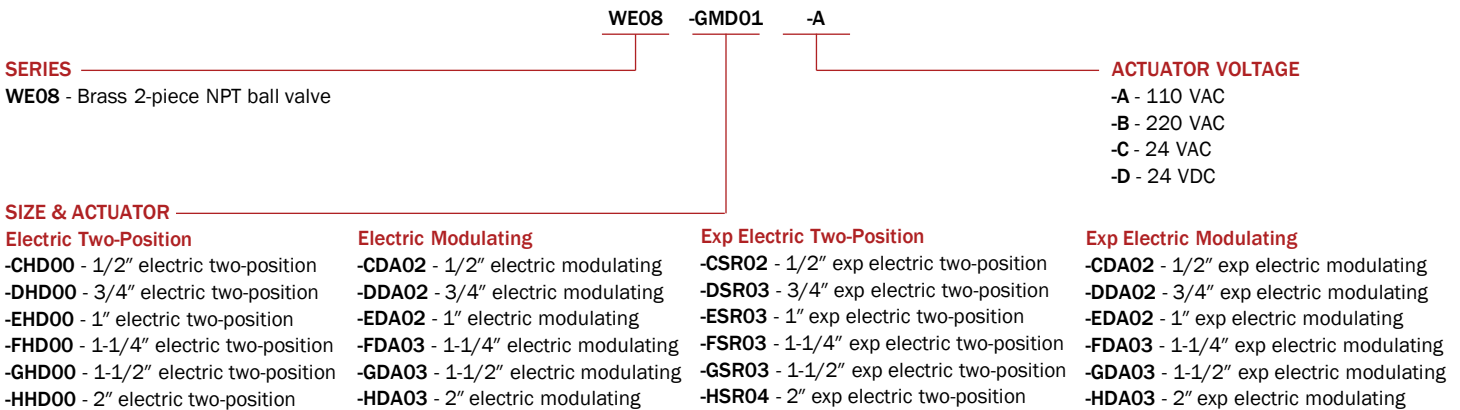 WE08 -GMD01 -A
SERIES
WE08 - Brass 2-piece NPT ball valve
ACTUATOR VOLTAGE
-A - 110 VAC
-B - 220 VAC
-C - 24 VAC
-D - 24 VDC
SIZE & ACTUATOR
Electric Two-Position
-CHD00 - 1/2″ electric two-position
-DHD00 - 3/4″ electric two-position
-EHD00 - 1″ electric two-position
-FHD00 - 1-1/4″ electric two-position
-GHD00 - 1-1/2″ electric two-position
-HHD00 - 2″ electric two-position
Electric Modulating
-CDA02 - 1/2″ electric modulating
-DDA02 - 3/4″ electric modulating
-EDA02 - 1″ electric modulating
-FDA03 - 1-1/4″ electric modulating
-GDA03 - 1-1/2″ electric modulating
-HDA03 - 2″ electric modulating
Exp Electric Two-Position
-CSR02 - 1/2″ exp electric two-position
-DSR03 - 3/4″ exp electric two-position
-ESR03 - 1″ exp electric two-position
-FSR03 - 1-1/4″ exp electric two-position
-GSR03 - 1-1/2″ exp electric two-position
-HSR04 - 2″ exp electric two-position
Exp Electric Modulating
-CDA02 - 1/2″ exp electric modulating
-DDA02 - 3/4″ exp electric modulating
-EDA02 - 1″ exp electric modulating
-FDA03 - 1-1/4″ exp electric modulating
-GDA03 - 1-1/2″ exp electric modulating
-HDA03 - 2″ exp electric modulating